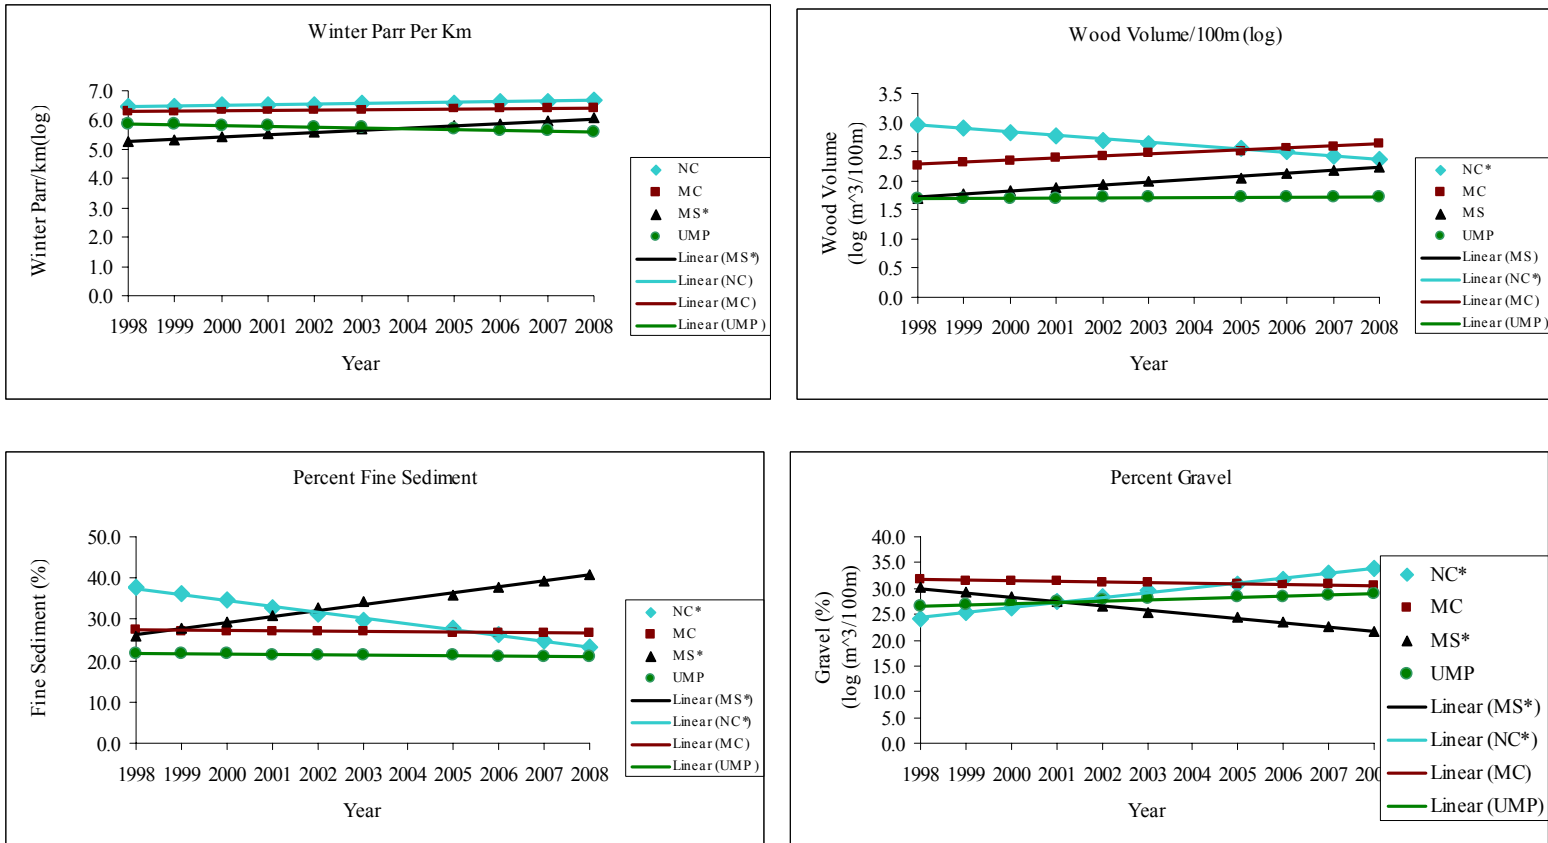 Winter Parr Per Km
Winter Parr/km(log)
7.0
6.0
5.0
4.0
3.0
2.0
1.0
0.0
1998 1999 2000 2001 2002 2003 2004 2005 2006 2007 2008
Year
NC
MC
MS*
UMP
Linear (MS*)
Linear (NC)
Linear (MC)
Linear (UMP)
Wood Volume/100m (log)
Wood Volume
(log (m^3/100m)
3.5
3.0
2.5
2.0
1.5
1.0
0.5
0.0
1998 1999 2000 2001 2002 2003 2004 2005 2006 2007 2008
Year
NC*
MC
MS
UMP
Linear (MS)
Linear (NC*)
Linear (MC)
Linear (UMP)
Percent Fine Sediment
Fine Sediment (%)
50.0
40.0
30.0
20.0
10.0
0.0
1998 1999 2000 2001 2002 2003 2004 2005 2006 2007 2008
Year
NC*
MC
MS*
UMP
Linear (MS*)
Linear (NC*)
Linear (MC)
Linear (UMP)
Percent Gravel
Gravel (%)
(log (m^3/100m)
40.0
35.0
30.0
25.0
20.0
15.0
10.0
5.0
0.0
1998 1999 2000 2001 2002 2003 2004 2005 2006 2007 200
Year
NC*
MC
MS*
UMP
Linear (MS*)
Linear (NC*)
Linear (MC)
Linear (UMP)